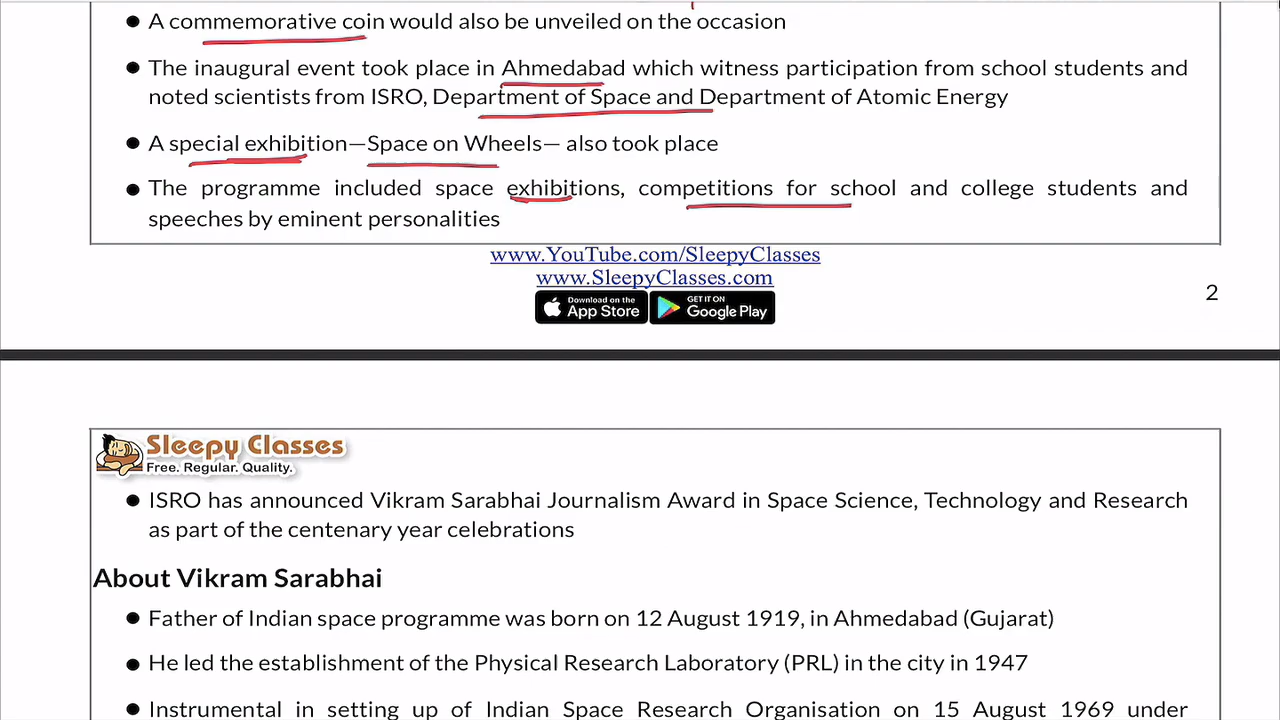 ● A commemorative coin would also be unveiled on the occasion
● The inaugural event took place in Ahmedabad which witness participation from school students and
noted scientists from ISRO, Department of Space and Department of Atomic Energy
● A special exhibition—Space on Wheels— also took place
● The programme included space exhibitions, competitions for school and college students and
speeches by eminent personalities
www.YouTube.com/SleepyClasses
www.SleepyClasses.com
Download on the App Store GET IT ON Google Play
2
Sleepy Classes
Free. Regular. Quality.
● ISRO has announced Vikram Sarabhai Journalism Award in Space Science, Technology and Research
as part of the centenary year celebrations
About Vikram Sarabhai
● Father of Indian space programme was born on 12 August 1919, in Ahmedabad (Gujarat)
● He led the establishment of the Physical Research Laboratory (PRL) in the city in 1947
● Instrumental in setting up of Indian Space Research Organisation on 15 August 1969 under